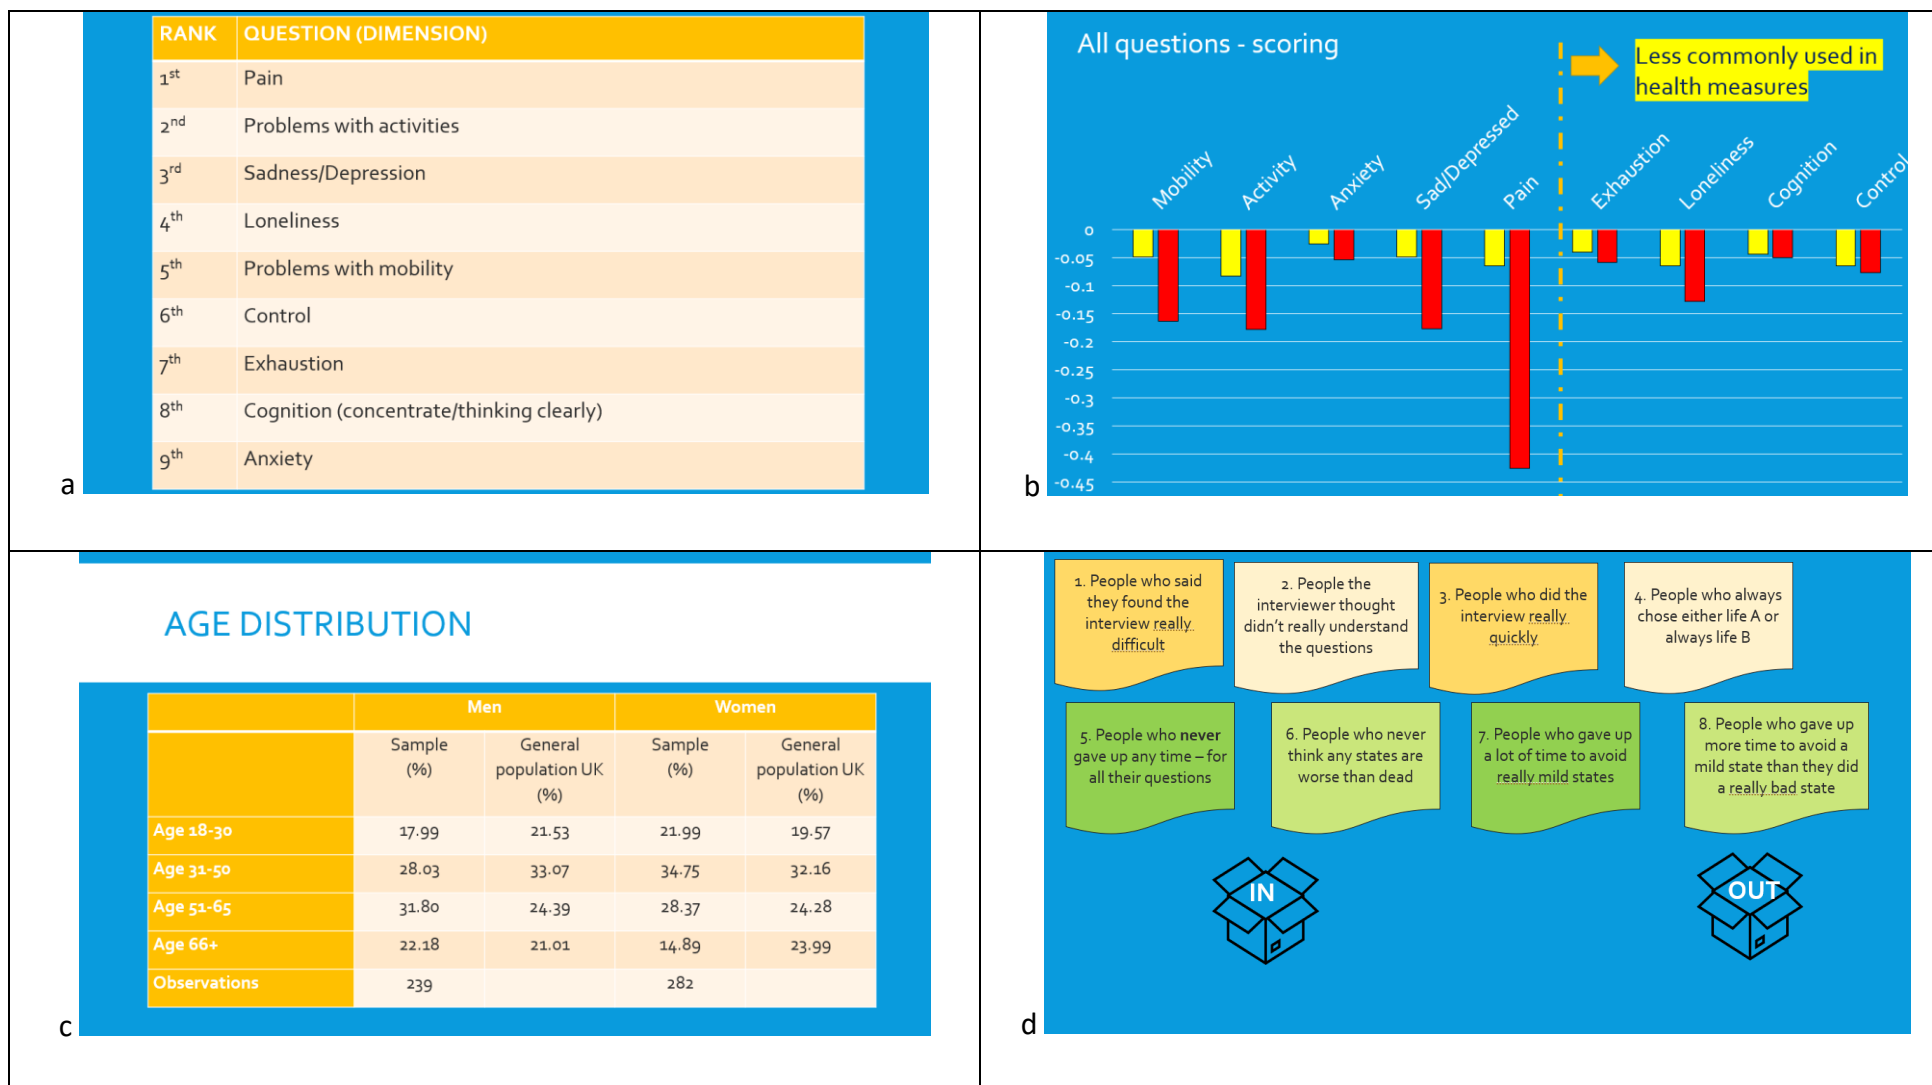 RANK QUESTION (DIMENSION)
1st Pain
2nd Problems with activities
3rd Sadness/Depression
4th Loneliness
5th Problems with mobility
6th Control
7th Exhaustion
8th Cognition (concentrate/thinking clearly)
9th Anxiety
a
All questions - scoring
Less commonly used in
health measures
Mobility
Activity
Anxiety
Sad/Depressed
Pain
Exhaustion
Loneliness
Cognition
Control
0
-0.05
-0.1
-0.15
-0.2
-0.25
-0.3
-0.35
-0.4
-0.45
b
AGE DISTRIBUTION
Men Women
Sample General Sample General
(%) population UK (%) population UK
(%) (%)
Age 18-30 17.99 21.53 21.99 19.57
Age 31-50 28.03 33.07 34.75 32.16
Age 51-65 31.80 24.39 28.37 24.28
Age 66+ 22.18 21.01 14.89 23.99
Observations 239 282
c
1. People who said
they found the
interview really
difficult
2. People the
interviewer thought
didn't really understand
the questions
3. People who did the
interview really
quickly
4. People who always
chose either life A or
always life B
5. People who never
gave up any time – for
all their questions
6. People who never
think any states are
worse than dead
7. People who gave up
a lot of time to avoid
really mild states
8. People who gave up
more time to avoid a
mild state than they did
a really bad state
IN
OUT
d